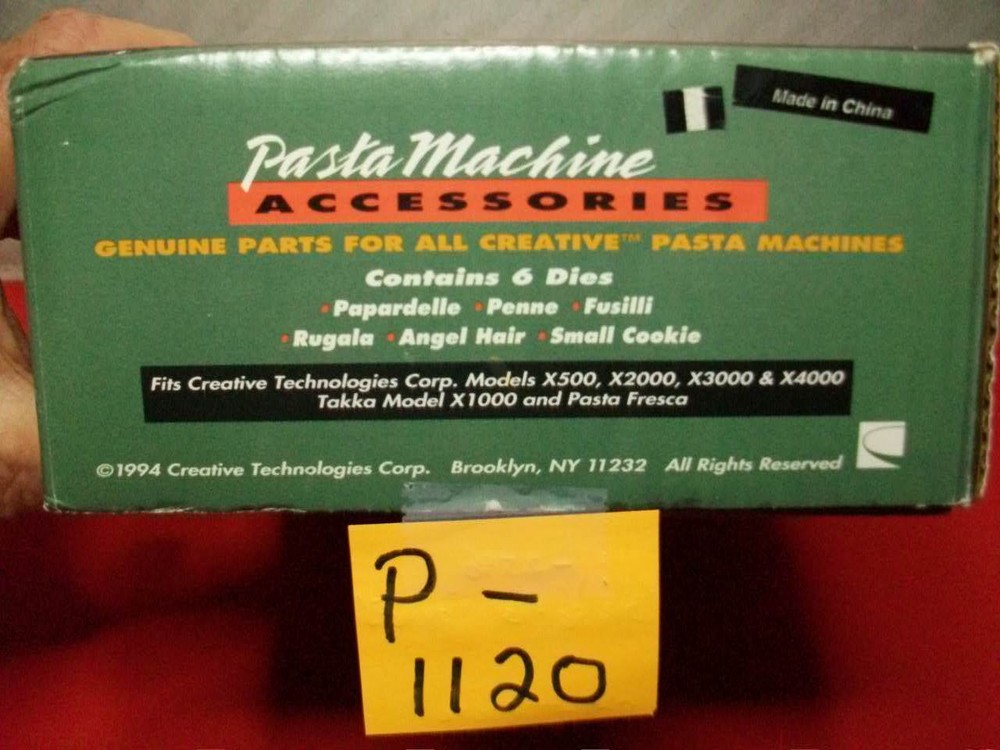 Made in China
Pasta Machine
ACCESSORIES
GENUINE PARTS FOR ALL CREATIVE™ PASTA MACHINES
Contains 6 Dies
• Papardelle • Penne • Fusilli
• Rugala • Angel Hair • Small Cookie
Fits Creative Technologies Corp. Models X500, X2000, X3000 & X4000
Takka Model X1000 and Pasta Fresca
©1994 Creative Technologies Corp. Brooklyn, NY 11232 All Rights Reserved
P -
1120